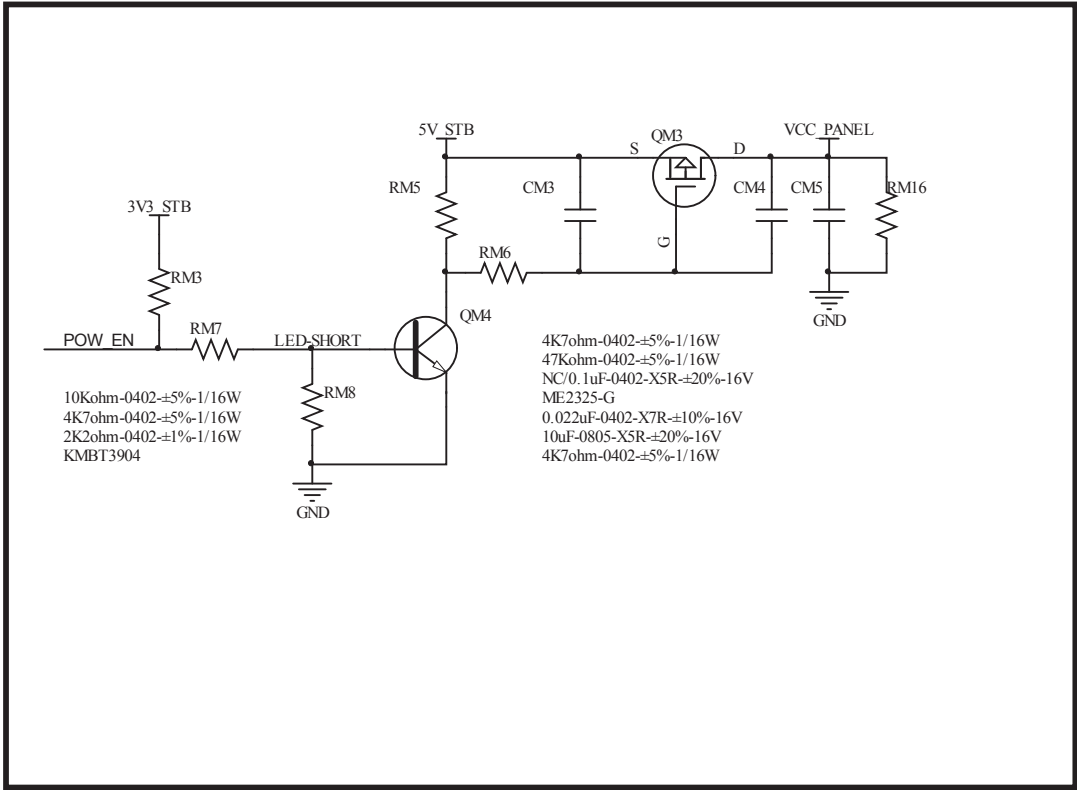 5V_STB
QM3
VCC_PANEL
S
D
RM5
CM3
CM4
CM5
RM16
3V3_STB
G
RM6
RM3
QM4
GND
POW_EN
RM7
LED-SHORT
RM8
10Kohm-0402-±5%-1/16W
4K7ohm-0402-±5%-1/16W
2K2ohm-0402-±1%-1/16W
KMBT3904
4K7ohm-0402-±5%-1/16W
47Kohm-0402-±5%-1/16W
NC/0.1uF-0402-X5R-±20%-16V
ME2325-G
0.022uF-0402-X7R-±10%-16V
10uF-0805-X5R-±20%-16V
4K7ohm-0402-±5%-1/16W
GND